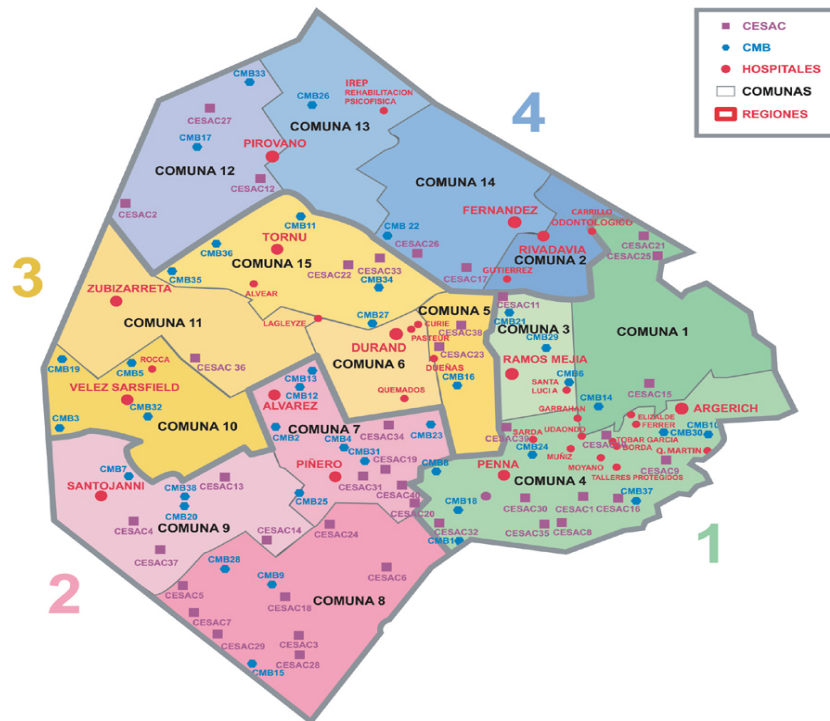 CESAC
CMB
HOSPITALES
COMUNAS
REGIONES
CMB33
CMB26
IREP
REHABILITACION
PSICOFISICA
4
CESAC27
COMUNA 13
CMB17
PIROVANO
COMUNA 12
CESAC12
COMUNA 14
CESAC2
FERNANDEZ
CARRILLO
ODONTOLOGICO
CMB11
CMB 22
CESAC21
RIVADAVIA
TORNU
CMB36
CESAC26
CESAC25
COMUNA 15
COMUNA 2
CESAC33
CESAC22
CESAC17
3
CMB35
GUTIERREZ
CMB34
ALVEAR
ZUBIZARRETA
CESAC11
COMUNA 5
CMB21
COMUNA 11
LAGLEYZE
CMB27
CURIE
COMUNA 3
COMUNA 1
CESAC38
PASTEUR
CMB29
DURAND
CESAC23
COMUNA 6
DUEÑAS
RAMOS MEJIA
CMB19
CMB5
ROCCA
CESAC 36
CMB13
CMB6
VELEZ SARSFIELD
CMB16
SANTA
LUCIA
CESAC15
CMB12
QUEMADOS
ALVAREZ
CMB14
ARGERICH
CMB32
GARRAHAN
ELIZALDE
CMB3
COMUNA 10
COMUNA 7
CESAC34
CMB23
CESAC39
SARDA
UDAONDO
FERRER
CMB2
CMB4
CMB30
CMB10
TOBAR GARCIA
BORDA
CMB24
MUÑIZ
Q. MARTIN
CMB31
CESAC19
CMB8
PENNA
CMB7
PIÑERO
MOYANO
CESAC9
SANTOJANNI
CESAC13
CESAC31
COMUNA 4
TALLERES PROTEGIDOS
CMB38
CMB25
CESAC40
CMB20
CESAC20
CMB18
CESAC30
CESAC1
CESAC16
CMB37
COMUNA 9
CESAC4
CESAC14
CESAC24
CESAC32
CESAC35
CESAC8
1
CESAC37
CMB28
CESAC6
CMB9
CESAC5
2
CESAC18
COMUNA 8
CESAC7
CESAC29
CESAC3
CESAC28
CMB15